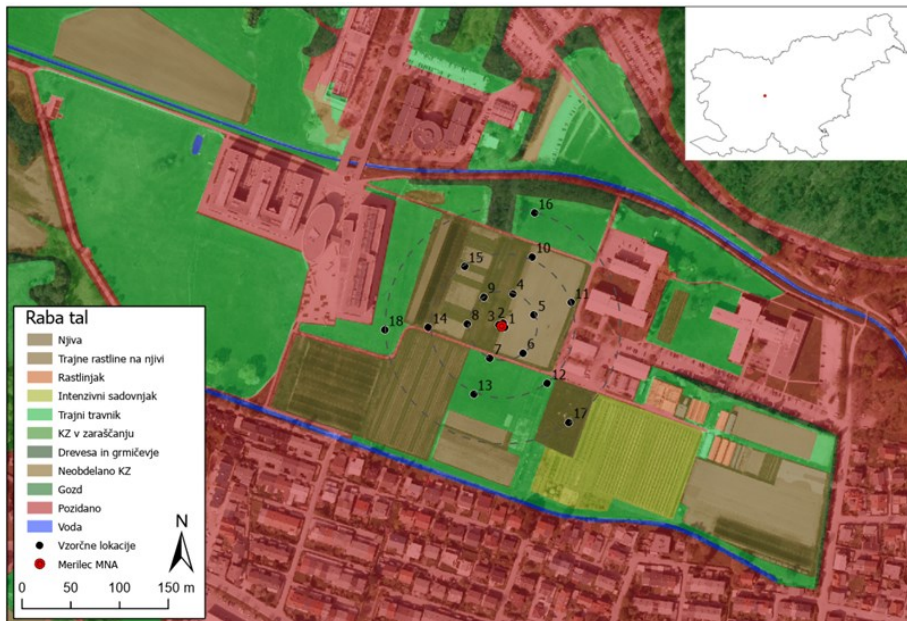 16
10
15
11
9
4
5
8
3
2
1
14
18
7
6
12
13
17
Raba tal
Njiva
Trajne rastline na njivi
Rastlinjak
Intenzivni sadovnjak
Trajni travnik
KZ v zaraščanju
Drevesa in grmičevje
Neobdelano KZ
Gozd
Pozidano
Voda
Vzorčne lokacije
Merilec MNA
N
0 50 100 150 m